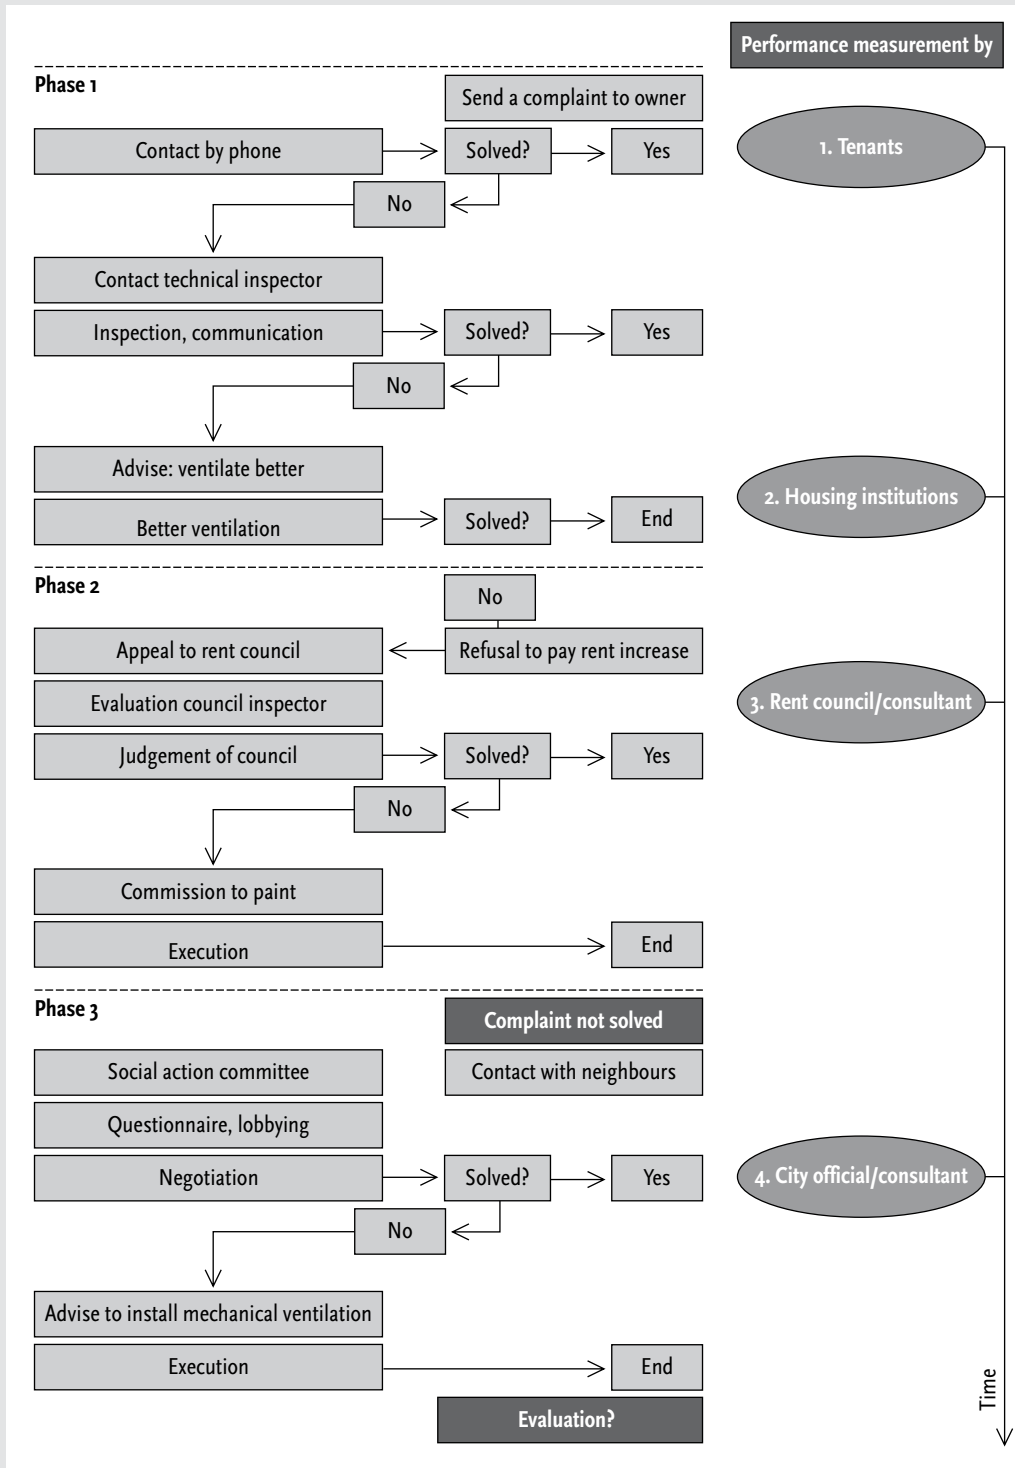 Performance measurement by
Phase 1
Send a complaint to owner
Contact by phone
Solved?
Yes
1. Tenants
No
Contact technical inspector
Inspection, communication
Solved?
Yes
No
Advise: ventilate better
2. Housing institutions
Better ventilation
Solved?
End
Phase 2
No
Appeal to rent council
Refusal to pay rent increase
Evaluation council inspector
3. Rent council/consultant
Judgement of council
Solved?
Yes
No
Commission to paint
Execution
End
Phase 3
Complaint not solved
Social action committee
Contact with neighbours
Questionnaire, lobbying
Negotiation
Solved?
Yes
4. City official/consultant
No
Advise to install mechanical ventilation
Execution
End
Time
Evaluation?